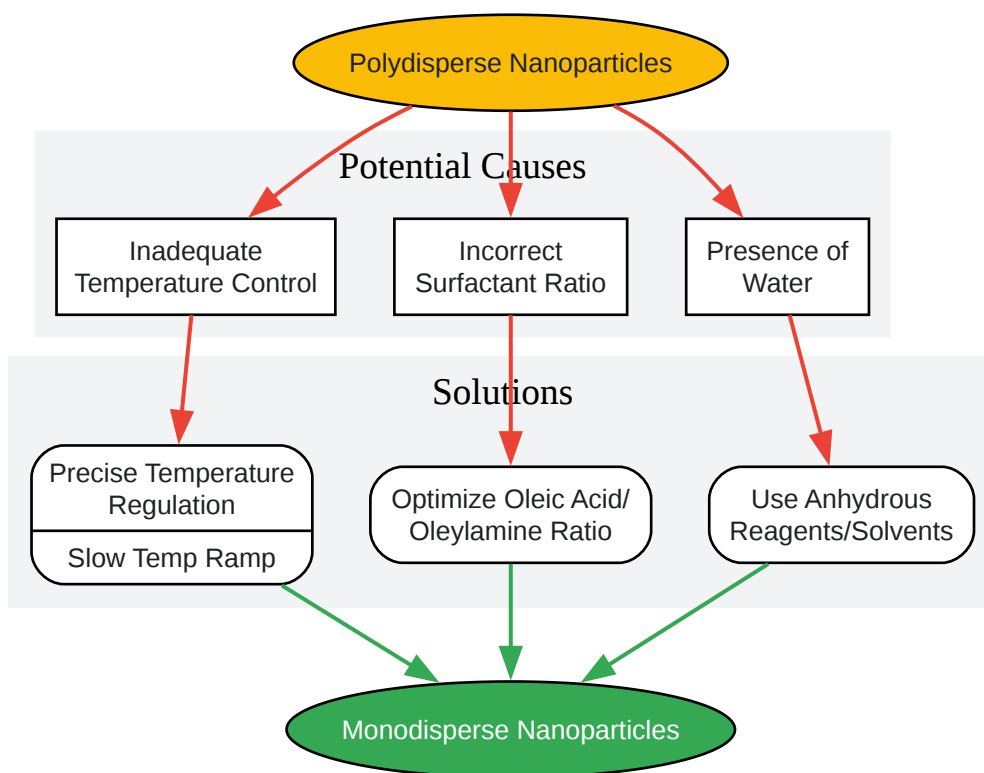 Polydisperse Nanoparticles
Potential Causes
Inadequate
Temperature Control
Incorrect
Surfactant Ratio
Presence of
Water
Solutions
Precise Temperature
Regulation
Slow Temp Ramp
Optimize Oleic Acid/
Oleylamine Ratio
Use Anhydrous
Reagents/Solvents
Monodisperse Nanoparticles